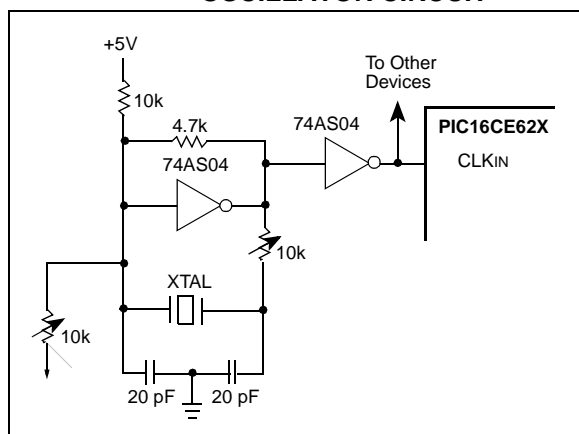 OSCILLATOR CIRCUIT
+5V
To Other
Devices
10k
4.7k
74AS04
PIC16CE62X
74AS04
CLKIN
10k
XTAL
10k
20 pF
20 pF